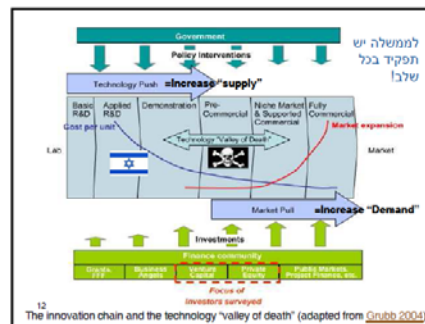 Government
Policy Interventions
לממשלה יש
תפקיד בכל
שלב!
Technology Push =Increase "supply"
Basic R&D
Applied R&D
Demonstration
Pre-Commercial
Niche Market & Supported Commercial
Fully Commercial
Cost per unit
Market expansion
Technology "Valley of Death"
Lab
Market
Market Pull =Increase "Demand"
Investments
Finance community
Business Angels
Venture Capital
Private Equity
Public Markets, Project Finance, etc.
Focus of
investors surveyed
12
The innovation chain and the technology "valley of death" (adapted from Grubb 2004)